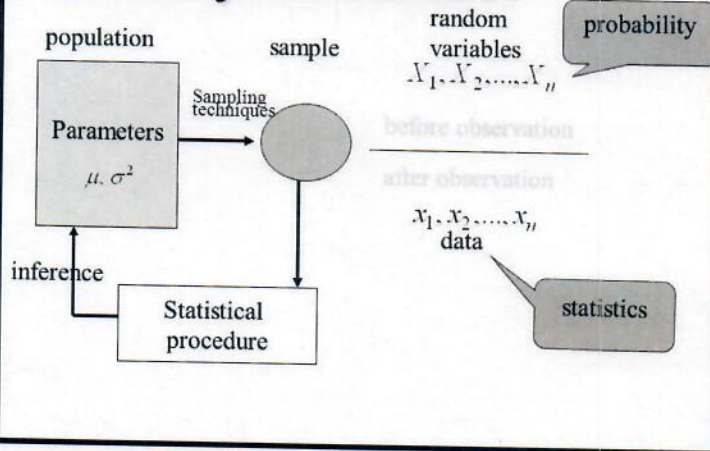 population
Parameters
μ, σ²
Sampling
techniques
sample
inference
Statistical
procedure
random
variables
X₁, X₂,..., Xₙ
probability
before observation
after observation
x₁, x₂,..., xₙ
data
statistics